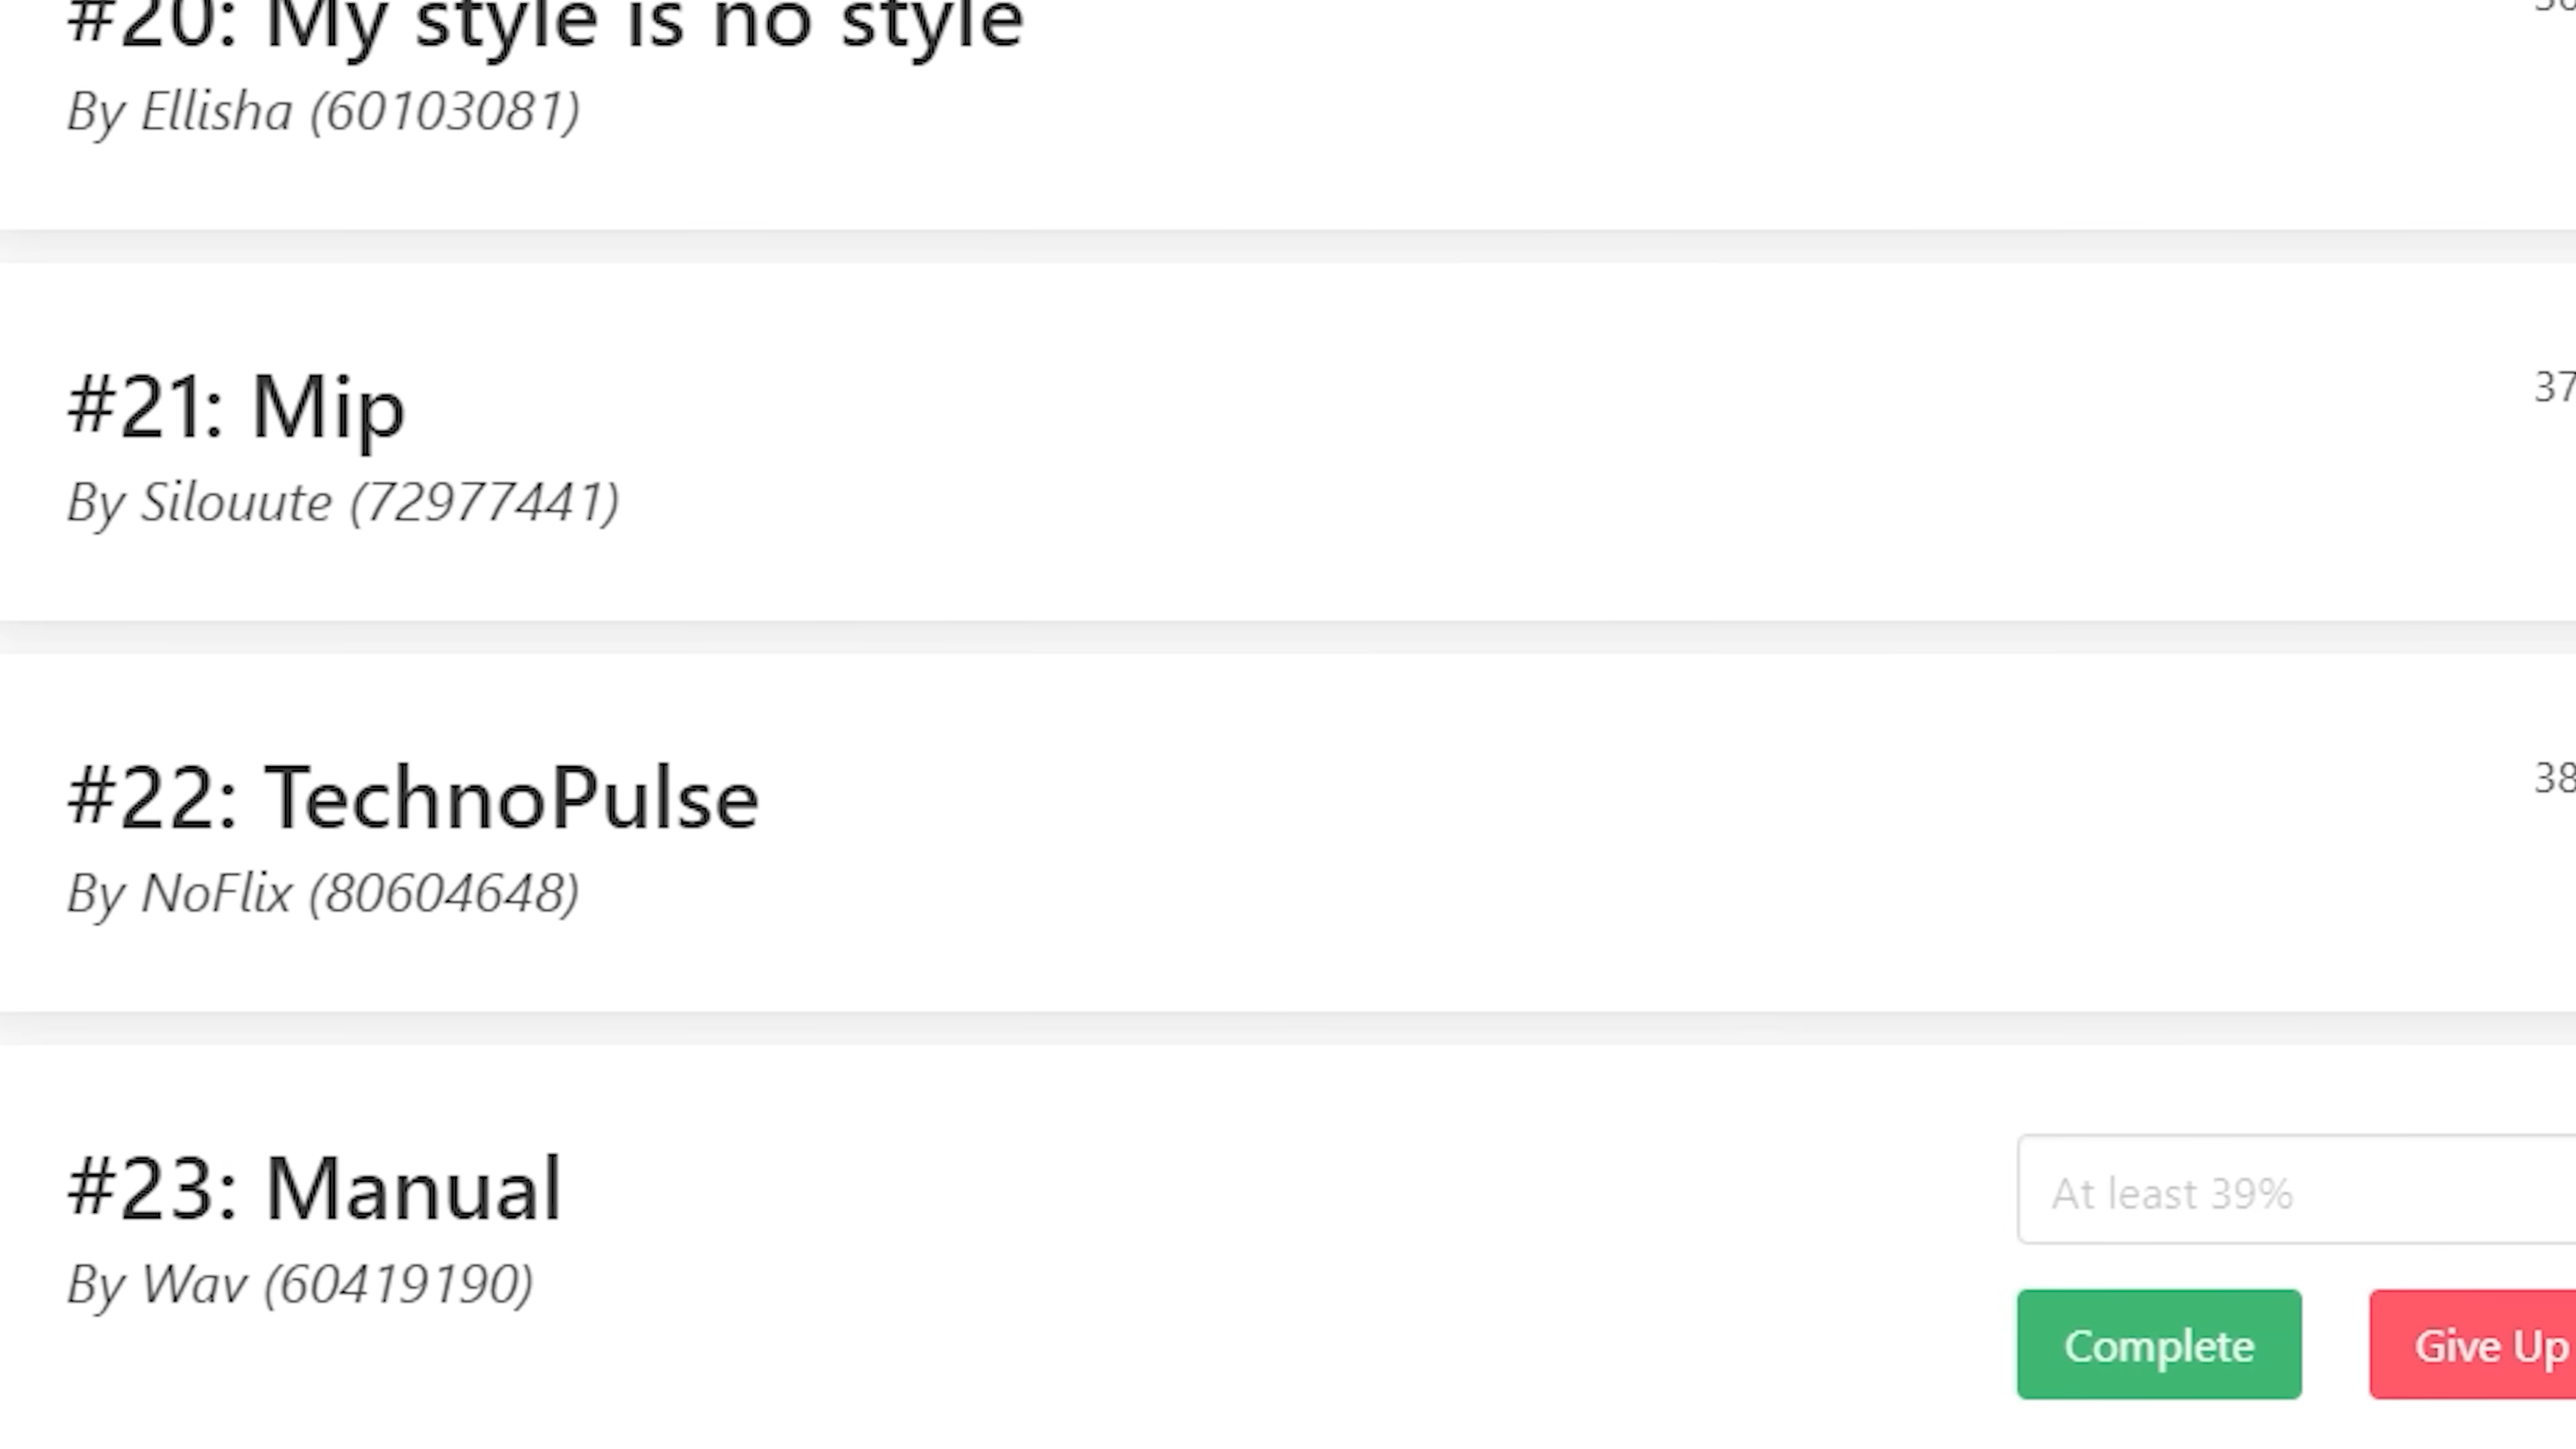 #20: My style is no style
By Ellisha (60103081)
#21: Mip
37
By Silouute (72977441)
#22: TechnoPulse
38
By NoFlix (80604648)
#23: Manual
At least 39%
By Wav (60419190)
Complete
Give Up